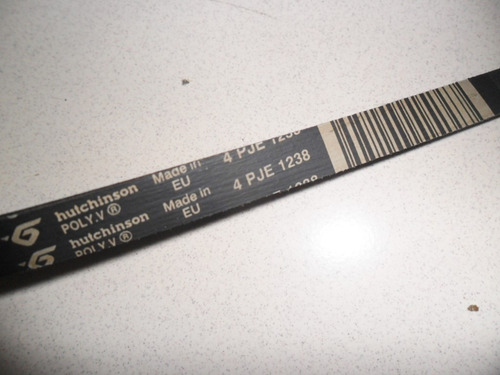 hutchinson
POLY.V®
Made in
EU
4 PJE 1238
hutchinson
POLY.V®
Made in
EU
4 PJE 1238